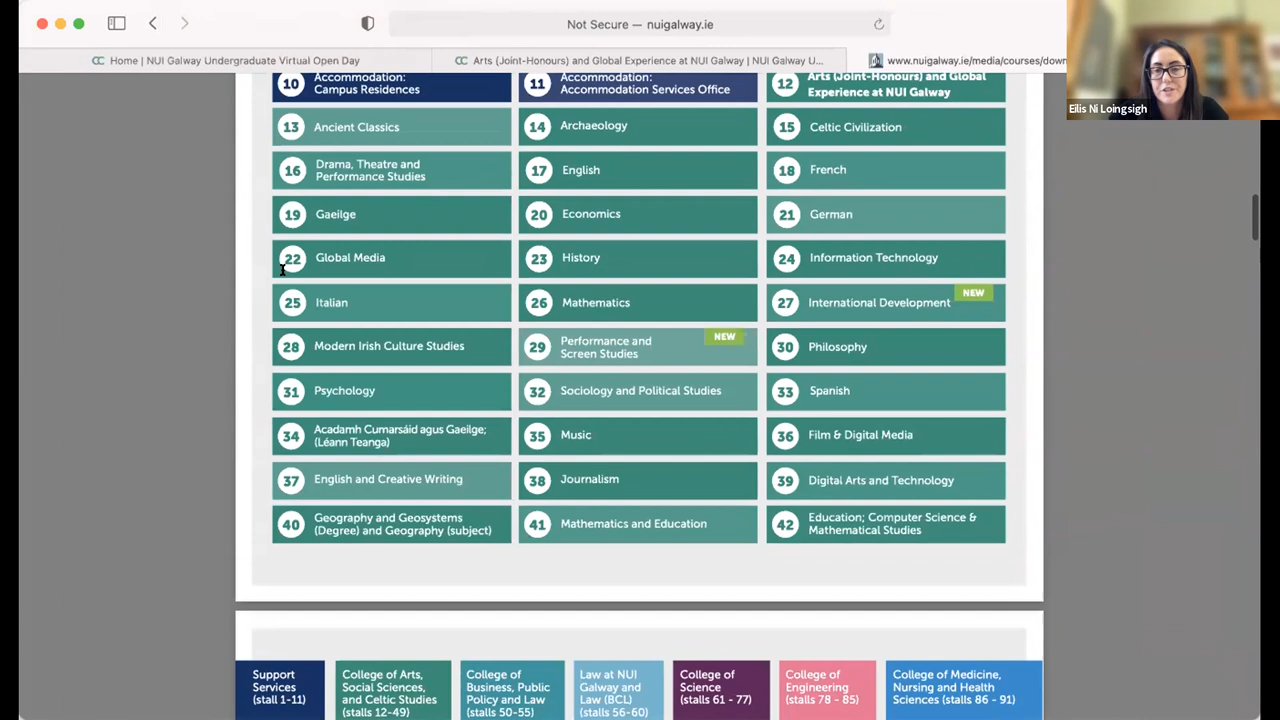 Not Secure — nuigalway.ie
Home | NUI Galway Undergraduate Virtual Open Day
Arts (Joint-Honours) and Global Experience at NUI Galway | NUI Galway U...
www.nuigalway.ie/media/courses/dow
Eilis Ni Loingsigh
10 Accommodation:
Campus Residences
11 Accommodation:
Accommodation Services Office
12 Arts (Joint-Honours) and Global
Experience at NUI Galway
13 Ancient Classics
14 Archaeology
15 Celtic Civilization
16 Drama, Theatre and
Performance Studies
17 English
18 French
19 Gaeilge
20 Economics
21 German
22 Global Media
23 History
24 Information Technology
25 Italian
26 Mathematics
27 International Development
NEW
28 Modern Irish Culture Studies
29 Performance and
Screen Studies
NEW
30 Philosophy
31 Psychology
32 Sociology and Political Studies
33 Spanish
34 Acadamh Cumarsáid agus Gaeilge;
(Léann Teanga)
35 Music
36 Film & Digital Media
37 English and Creative Writing
38 Journalism
39 Digital Arts and Technology
40 Geography and Geosystems
(Degree) and Geography (subject)
41 Mathematics and Education
42 Education; Computer Science &
Mathematical Studies
Support
Services
(stall 1-11)
College of Arts,
Social Sciences,
and Celtic Studies
(stalls 12-49)
College of
Business, Public
Policy and Law
(stalls 50-55)
Law at NUI
Galway and
Law (BCL)
(stalls 56-60)
College of
Science
(stalls 61 - 77)
College of
Engineering
(stalls 78 - 85)
College of Medicine,
Nursing and Health
Sciences (stalls 86 - 91)